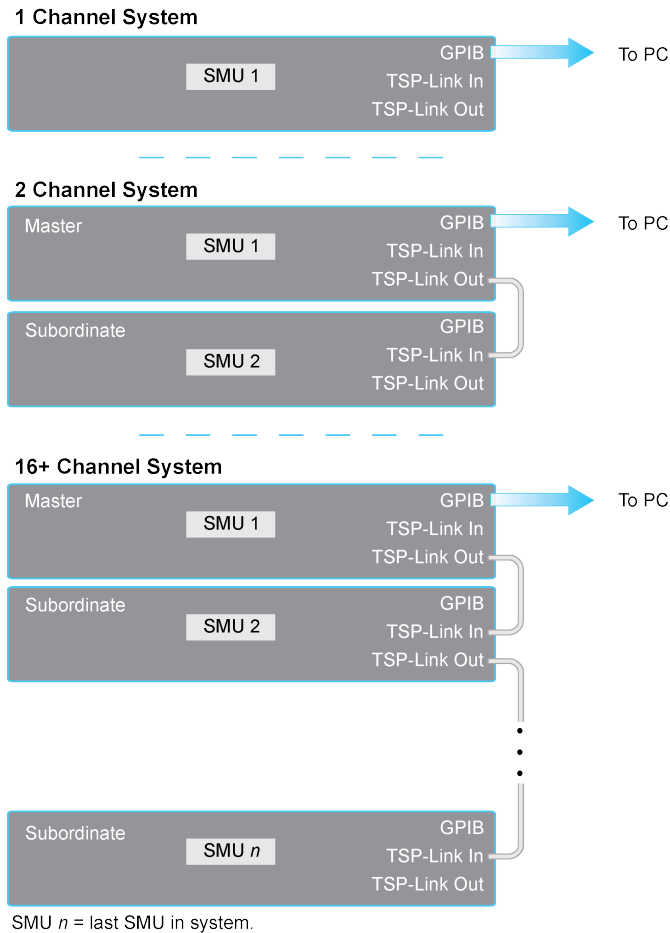 1 Channel System
SMU 1
GPIB
TSP-Link In
TSP-Link Out
To PC
2 Channel System
Master
SMU 1
GPIB
TSP-Link In
TSP-Link Out
To PC
Subordinate
SMU 2
GPIB
TSP-Link In
TSP-Link Out
16+ Channel System
Master
SMU 1
GPIB
TSP-Link In
TSP-Link Out
To PC
Subordinate
SMU 2
GPIB
TSP-Link In
TSP-Link Out
Subordinate
SMU n
GPIB
TSP-Link In
TSP-Link Out
SMU n = last SMU in system.